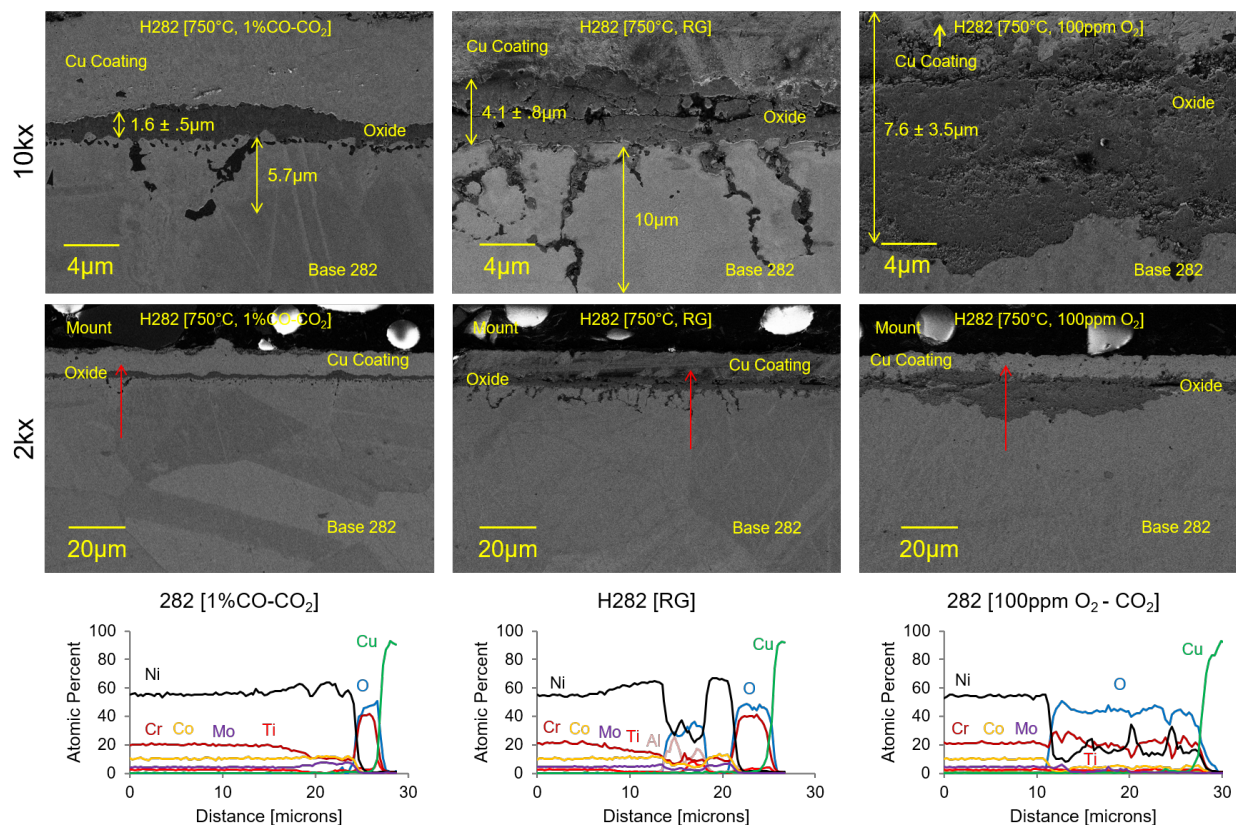 10kx
H282 [750°C, 1%CO-CO₂]
Cu Coating
1.6 ± .5µm
Oxide
5.7µm
4µm
Base 282
H282 [750°C, RG]
Cu Coating
4.1 ± .8µm
Oxide
10µm
4µm
Base 282
H282 [750°C, 100ppm O₂]
Cu Coating
7.6 ± 3.5µm
Oxide
4µm
Base 282
2kx
H282 [750°C, 1%CO-CO₂]
Mount
Cu Coating
Oxide
Base 282
20µm
H282 [750°C, RG]
Mount
Cu Coating
Oxide
Base 282
20µm
H282 [750°C, 100ppm O₂]
Mount
Cu Coating
Oxide
Base 282
20µm
282 [1%CO-CO₂]
Atomic Percent
100
80
60
40
20
0
Ni
Cr Co Mo Ti
O
Cu
0 10 20 30
Distance [microns]
H282 [RG]
Atomic Percent
100
80
60
40
20
0
Ni
Cr Co Mo Ti Al
O
Cu
0 10 20 30
Distance [microns]
282 [100ppm O₂ - CO₂]
Atomic Percent
100
80
60
40
20
0
Ni
Cr Co Mo
Ti
O
Cu
0 10 20 30
Distance [microns]